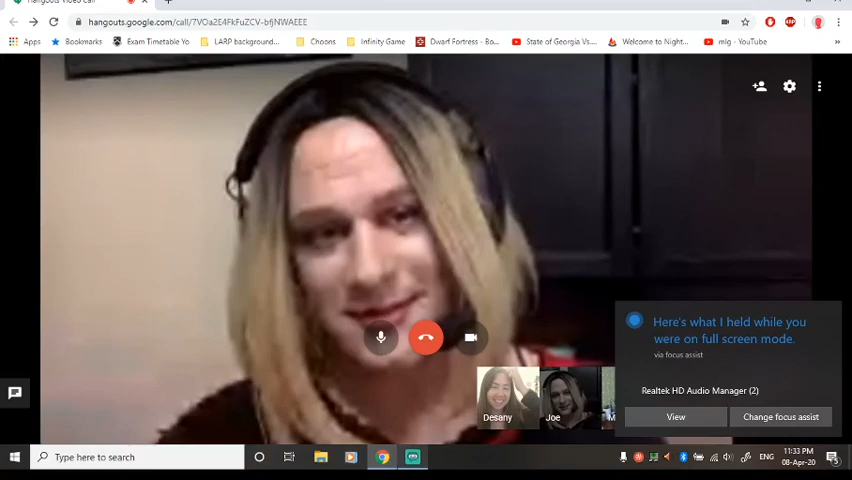 Hangouts Video Call
hangouts.google.com/call/7VOa2E4FkFuZCV-bfjNWAEEE
Apps Bookmarks Exam Timetable Yo LARP background... Choons Infinity Game Dwarf Fortress - Bo... State of Georgia Vs... Welcome to Night... mlg - YouTube »
Here's what I held while you
were on full screen mode.
via focus assist
Realtek HD Audio Manager (2)
View Change focus assist
Desany Joe M
Type here to search
ENG
11:33 PM
08-Apr-20